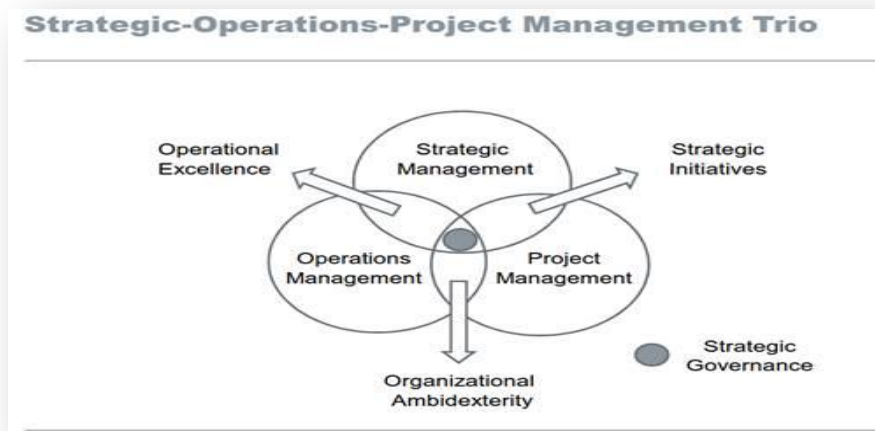 Strategic-Operations-Project Management Trio
Operational
Excellence
Strategic
Management
Strategic
Initiatives
Operations
Management
Project
Management
Strategic
Governance
Organizational
Ambidexterity